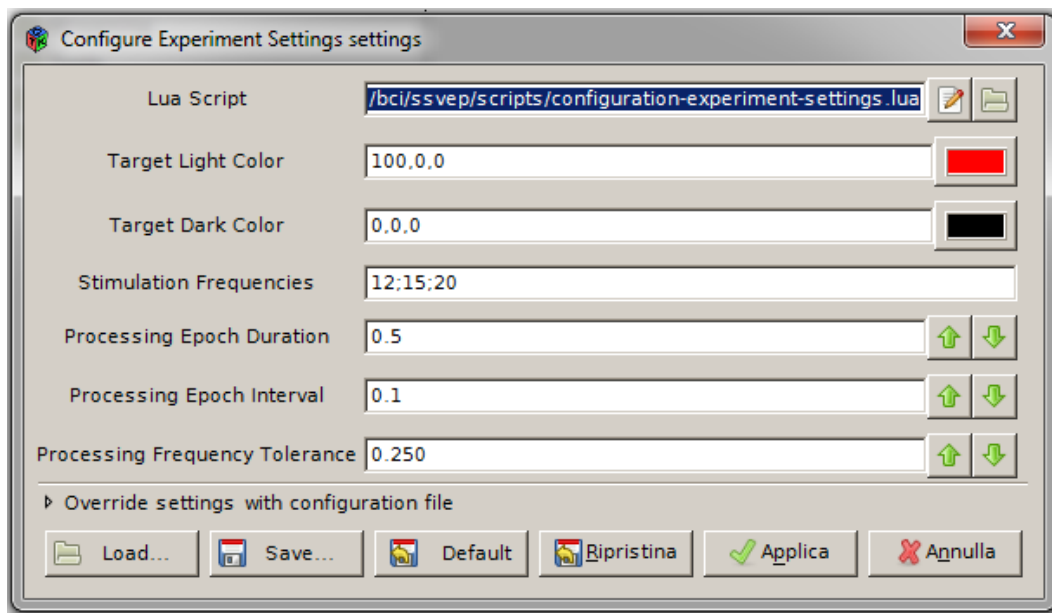 Configure Experiment Settings settings
Lua Script /bci/ssvep/scripts/configuration-experiment-settings.lua
Target Light Color 100,0,0
Target Dark Color 0,0,0
Stimulation Frequencies 12;15;20
Processing Epoch Duration 0.5
Processing Epoch Interval 0.1
Processing Frequency Tolerance 0.250
Override settings with configuration file
Load... Save... Default Ripristina Applica Annulla